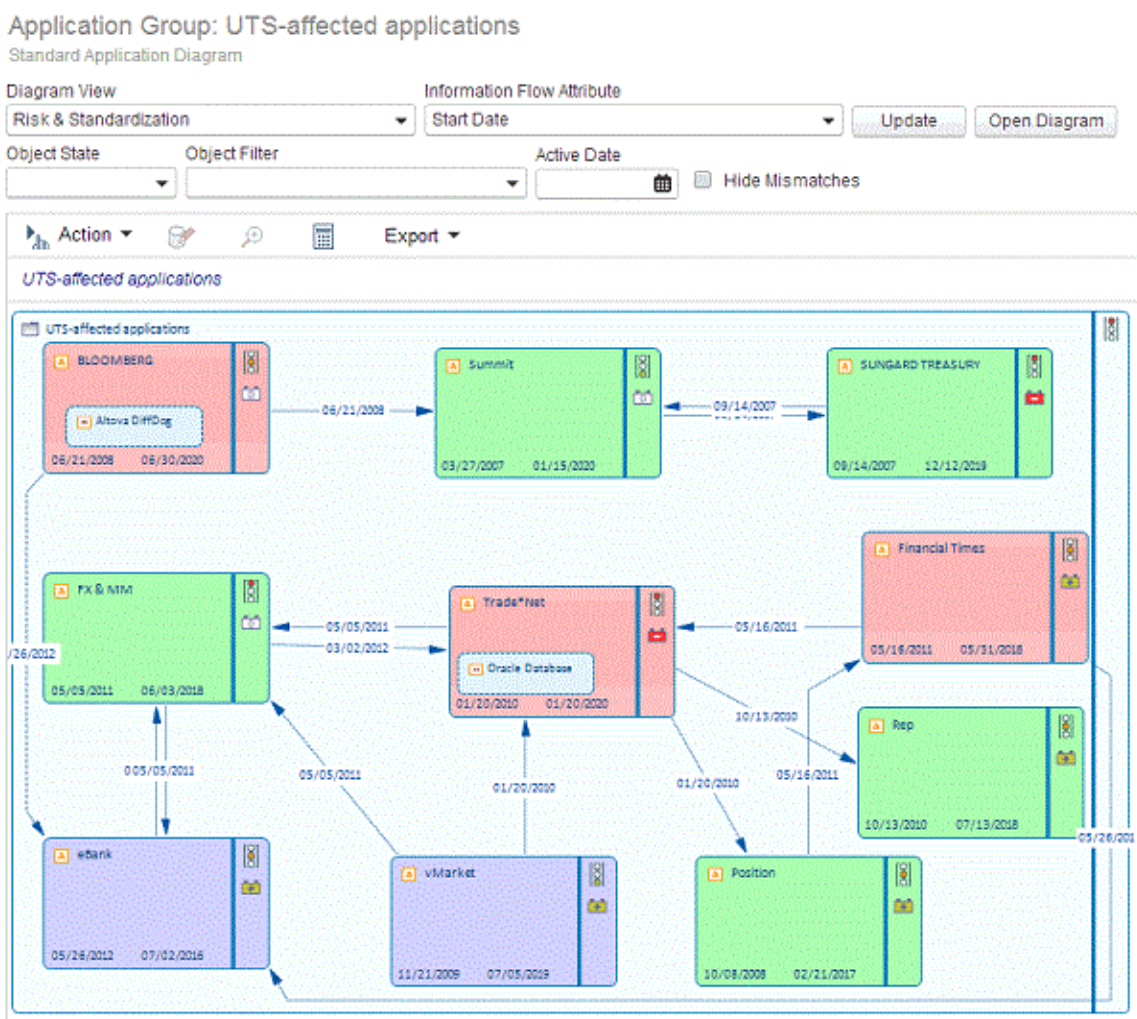 Application Group: UTS-affected applications
Standard Application Diagram
Diagram View
Information Flow Attribute
Risk & Standardization
Start Date
Update
Open Diagram
Object State
Object Filter
Active Date
Hide Mismatches
Action
Export
UTS-affected applications
UTS-affected applications
BLOOMBERG
Altova DiffDog
06/21/2008 06/30/2020
06/21/2008
Summit
03/27/2007 01/15/2020
09/14/2007
SUNGARD TREASURY
09/14/2007 12/12/2019
Financial Times
05/16/2011 05/31/2018
FX & MM
05/05/2011 06/03/2018
/26/2012
05/05/2011
03/02/2012
Trade*Net
Oracle Database
01/20/2010 01/20/2020
05/16/2011
10/13/2010
Rep
10/13/2010 07/13/2018
05/05/2011
05/05/2011
01/20/2010
01/20/2010
05/16/2011
05/26/201
eBank
05/26/2012 07/02/2016
vMarket
11/21/2009 07/05/2019
Position
10/08/2008 02/21/2017